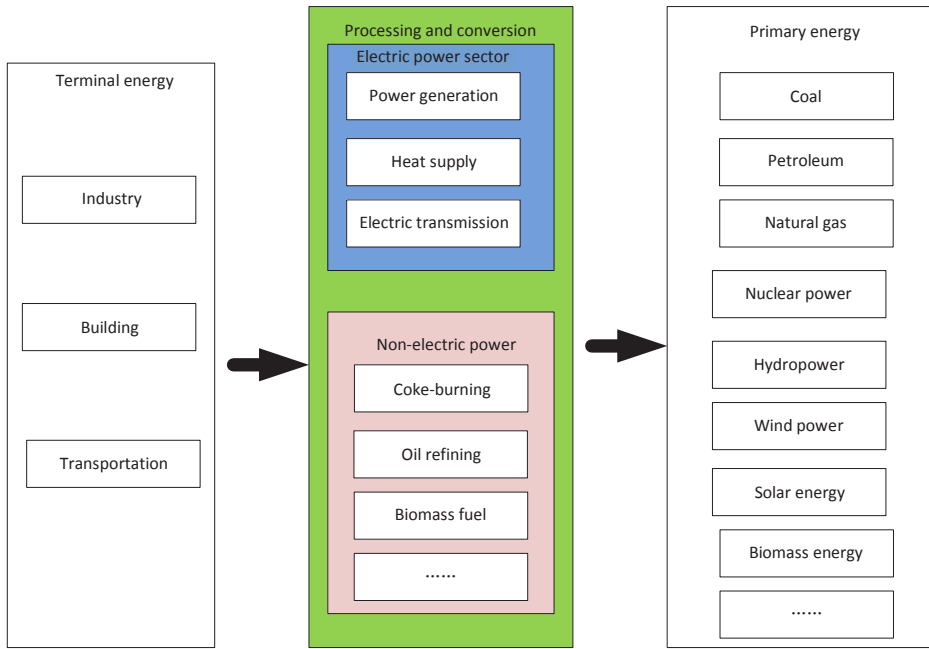 Terminal energy
Industry
Building
Transportation
Processing and conversion
Electric power sector
Power generation
Heat supply
Electric transmission
Non-electric power
Coke-burning
Oil refining
Biomass fuel
……
Primary energy
Coal
Petroleum
Natural gas
Nuclear power
Hydropower
Wind power
Solar energy
Biomass energy
……